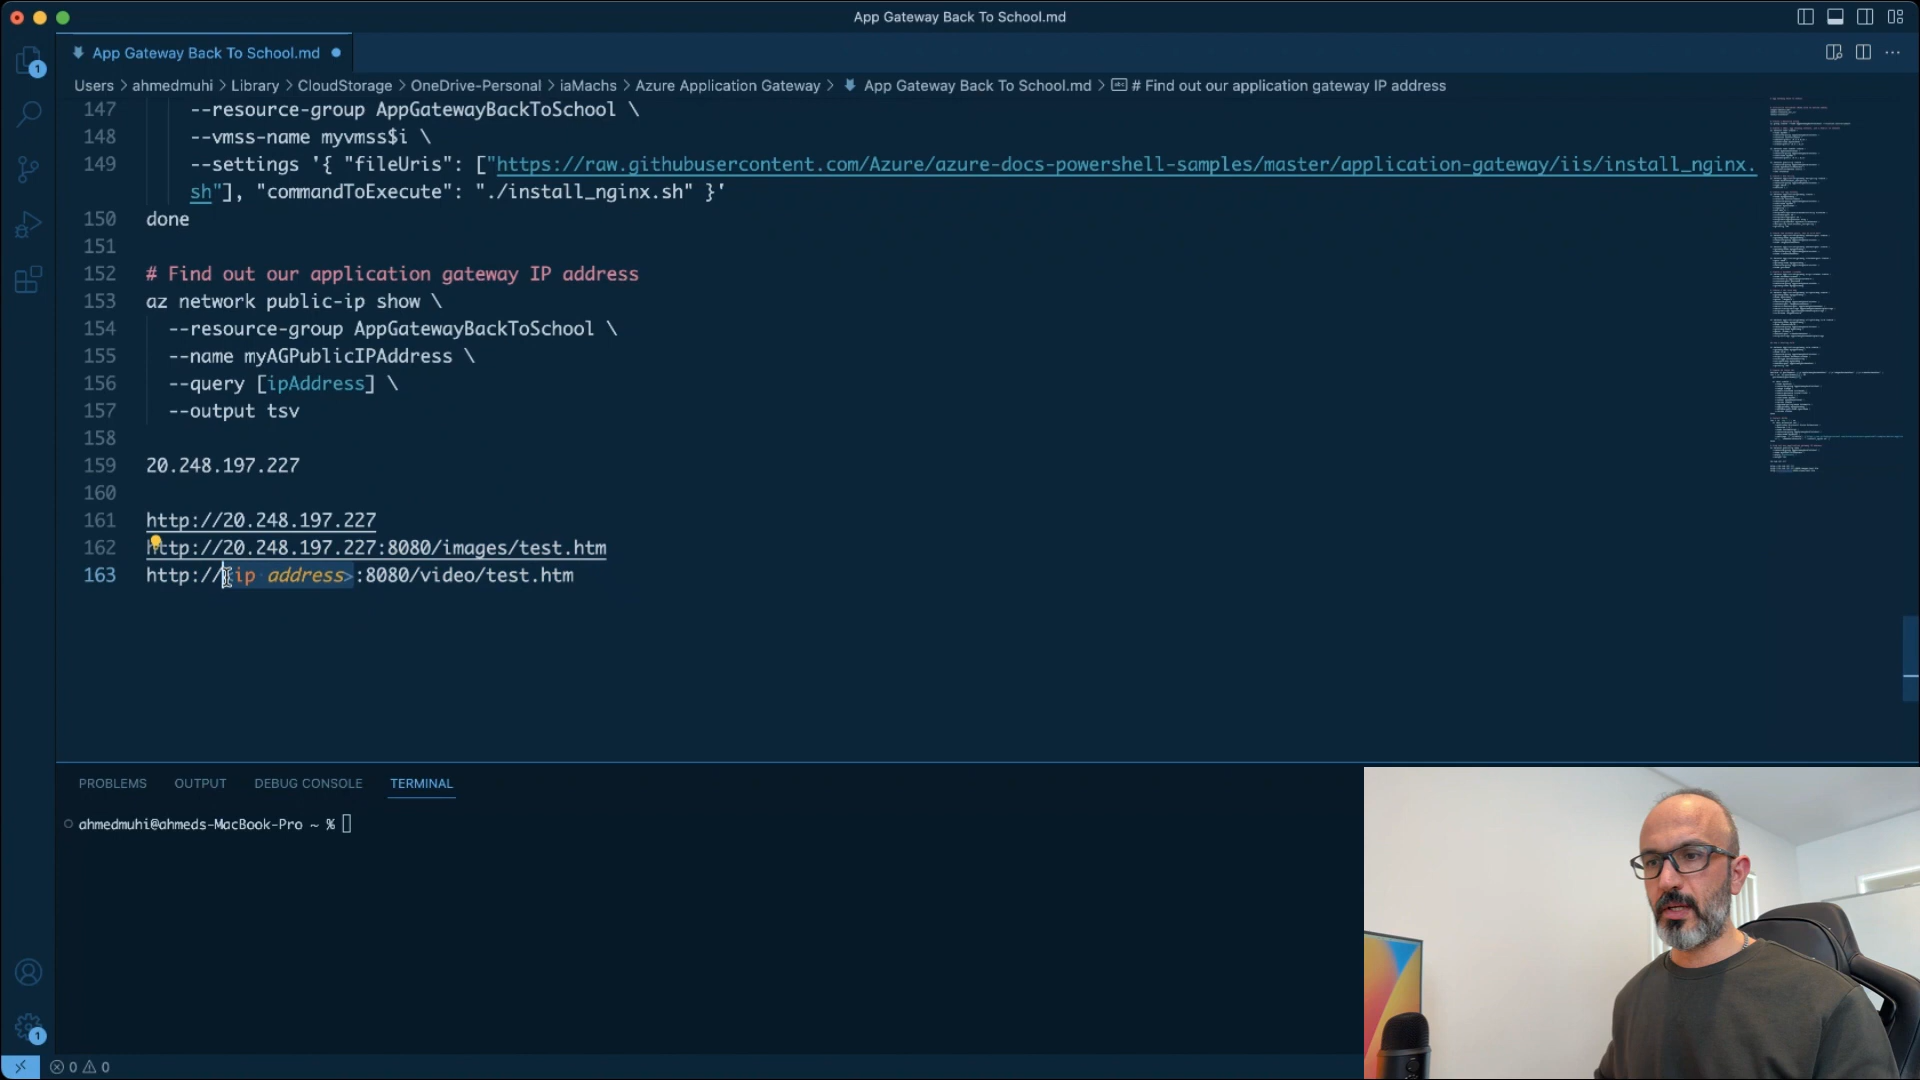 App Gateway Back To School.md
App Gateway Back To School.md
Users > ahmedmuhi > Library > CloudStorage > OneDrive-Personal > iaMachs > Azure Application Gateway > App Gateway Back To School.md > # Find out our application gateway IP address
147 --resource-group AppGatewayBackToSchool \
148 --vmss-name myvmss$i \
149 --settings '{ "fileUris": ["https://raw.githubusercontent.com/Azure/azure-docs-powershell-samples/master/application-gateway/iis/install_nginx.
sh"], "commandToExecute": "./install_nginx.sh" }'
150 done
151
152 # Find out our application gateway IP address
153 az network public-ip show \
154 --resource-group AppGatewayBackToSchool \
155 --name myAGPublicIPAddress \
156 --query [ipAddress] \
157 --output tsv
158
159 20.248.197.227
160
161 http://20.248.197.227
162 http://20.248.197.227:8080/images/test.htm
163 http://<ip address>:8080/video/test.htm
PROBLEMS OUTPUT DEBUG CONSOLE TERMINAL
ahmedmuhi@ahmeds-MacBook-Pro ~ %
1
1
0 0